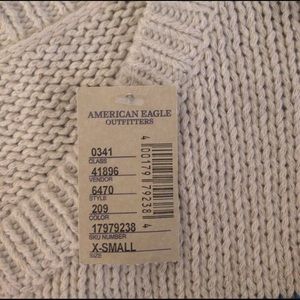 AMERICAN EAGLE
OUTFITTERS
0341
CLASS
41896
VENDOR
6470
STYLE
209
COLOR
17979238
SKU NUMBER
X-SMALL
SIZE
4 00179 79238 4